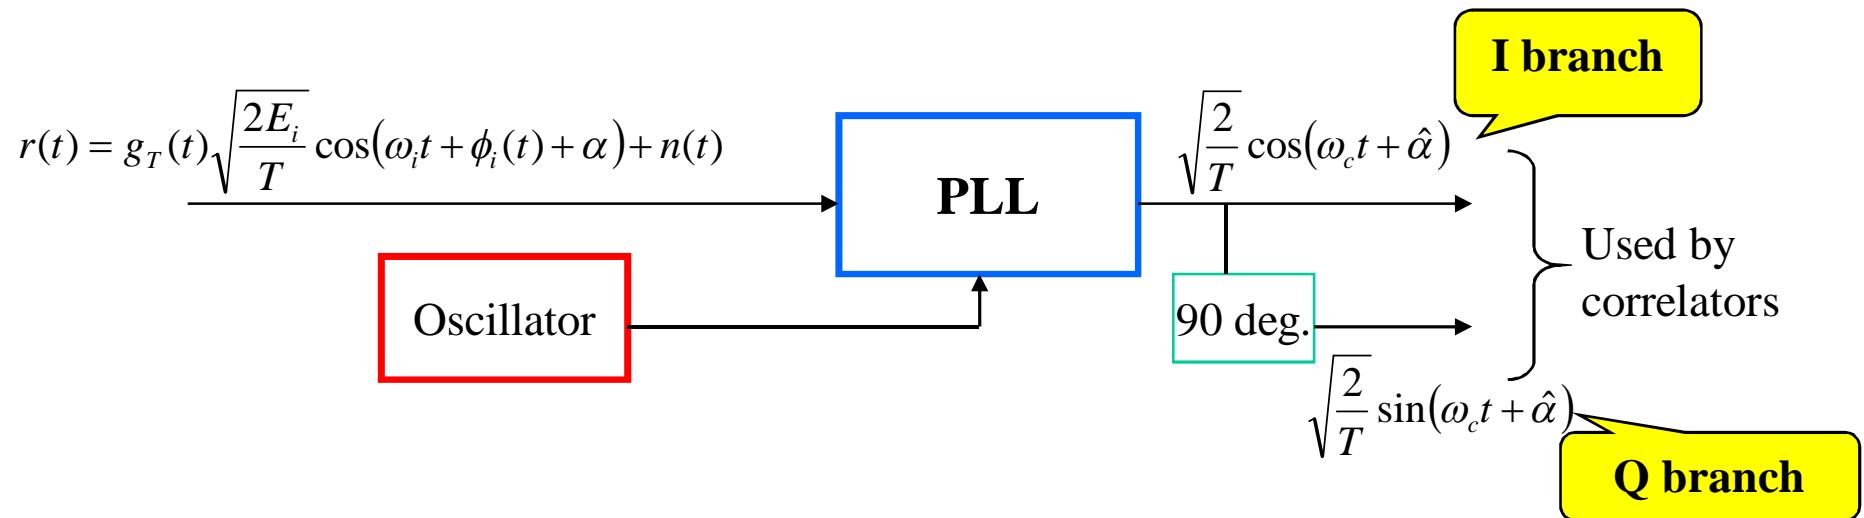 I branch
r(t) = g_T(t)√(2E_i/T) cos(ω_i t + ϕ_i(t) + α) + n(t)
√(2/T) cos(ω_c t + α̂)
PLL
Used by
correlators
Oscillator
90 deg.
√(2/T) sin(ω_c t + α̂)
Q branch